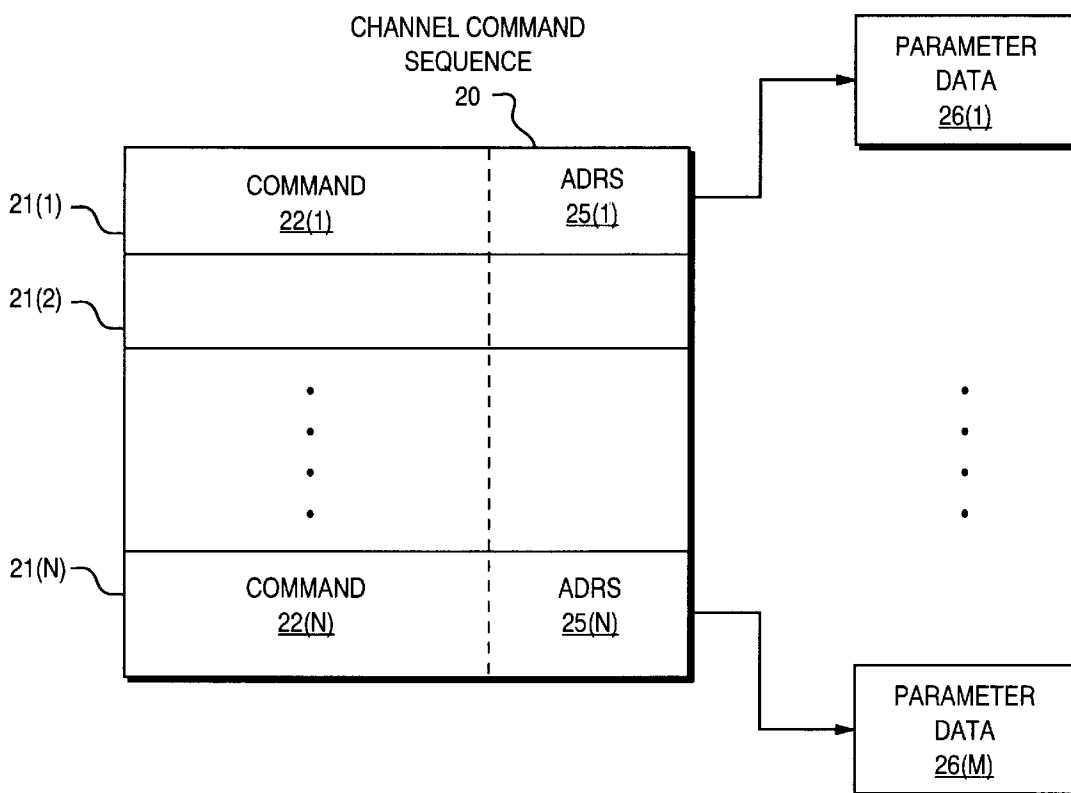 CHANNEL COMMAND
SEQUENCE
20
PARAMETER
DATA
26(1)
21(1)
COMMAND
22(1)
ADRS
25(1)
21(2)
21(N)
COMMAND
22(N)
ADRS
25(N)
PARAMETER
DATA
26(M)